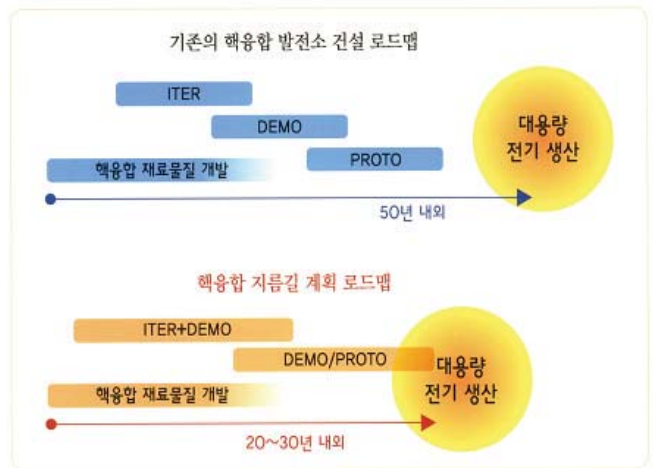 기존의 핵융합 발전소 건설 로드맵
ITER
DEMO
PROTO
핵융합 재료물질 개발
대용량
전기 생산
50년 내외
핵융합 지름길 계획 로드맵
ITER+DEMO
DEMO/PROTO
핵융합 재료물질 개발
대용량
전기 생산
20~30년 내외